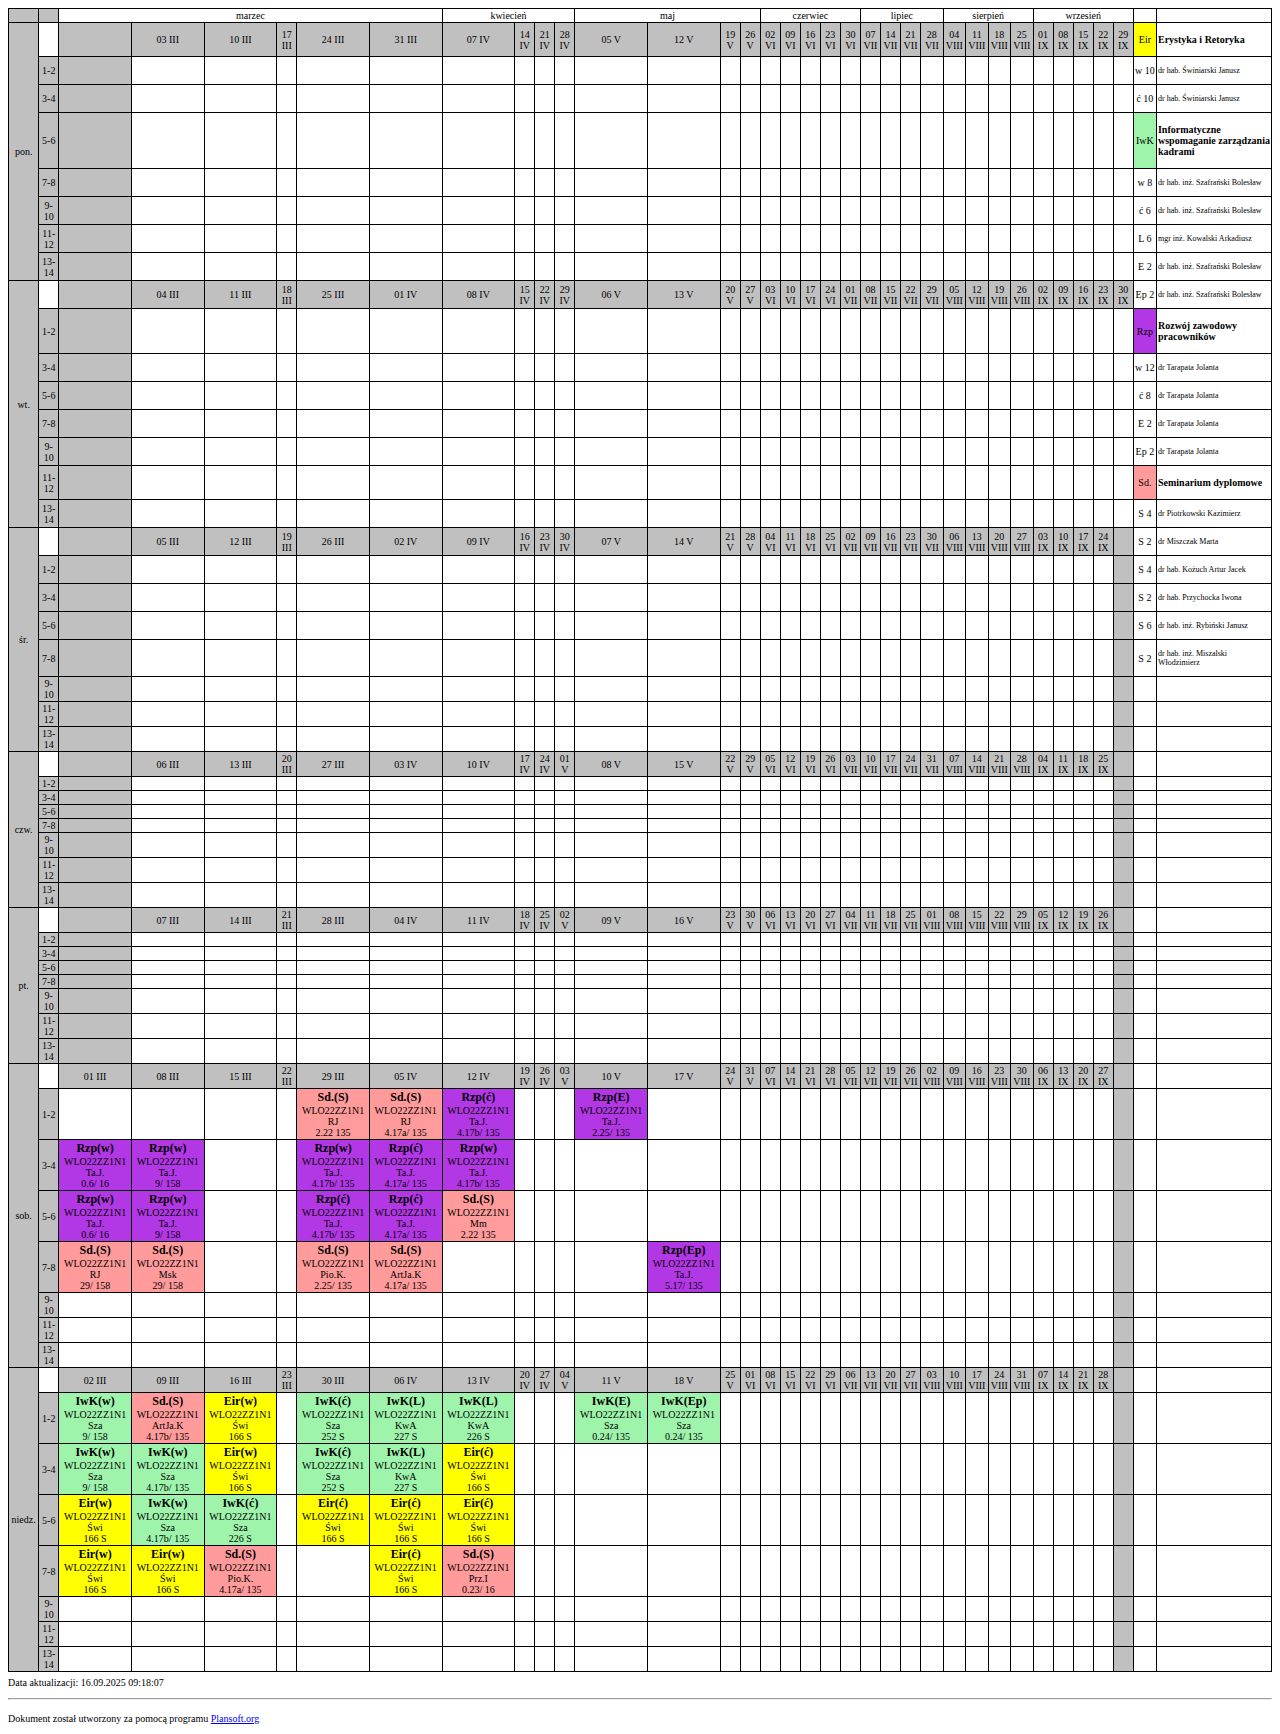 marzec kwiecień maj czerwiec lipiec sierpień wrzesień
pon. 03 III 10 III 17 III 24 III 31 III 07 IV 14 IV 21 IV 28 IV 05 V 12 V 19 V 26 V 02 VI 09 VI 16 VI 23 VI 30 VI 07 VII 14 VII 21 VII 28 VII 04 VIII 11 VIII 18 VIII 25 VIII 01 IX 08 IX 15 IX 22 IX 29 IX Eir Erystyka i Retoryka
1-2 w 10 dr hab. Świniarski Janusz
3-4 ć 10 dr hab. Świniarski Janusz
5-6 IwK Informatyczne wspomaganie zarządzania kadrami
7-8 w 8 dr hab. inż. Szafrański Bolesław
9-10 ć 6 dr hab. inż. Szafrański Bolesław
11-12 L 6 mgr inż. Kowalski Arkadiusz
13-14 E 2 dr hab. inż. Szafrański Bolesław
wt. 04 III 11 III 18 III 25 III 01 IV 08 IV 15 IV 22 IV 29 IV 06 V 13 V 20 V 27 V 03 VI 10 VI 17 VI 24 VI 01 VII 08 VII 15 VII 22 VII 29 VII 05 VIII 12 VIII 19 VIII 26 VIII 02 IX 09 IX 16 IX 23 IX 30 IX Ep 2 dr hab. inż. Szafrański Bolesław
1-2 Rzp Rozwój zawodowy pracowników
3-4 w 12 dr Tarapata Jolanta
5-6 ć 8 dr Tarapata Jolanta
7-8 E 2 dr Tarapata Jolanta
9-10 Ep 2 dr Tarapata Jolanta
11-12 Sd. Seminarium dyplomowe
13-14 S 4 dr Piotrkowski Kazimierz
śr. 05 III 12 III 19 III 26 III 02 IV 09 IV 16 IV 23 IV 30 IV 07 V 14 V 21 V 28 V 04 VI 11 VI 18 VI 25 VI 02 VII 09 VII 16 VII 23 VII 30 VII 06 VIII 13 VIII 20 VIII 27 VIII 03 IX 10 IX 17 IX 24 IX S 2 dr Miszczak Marta
1-2 S 4 dr hab. Kożuch Artur Jacek
3-4 S 2 dr hab. Przychocka Iwona
5-6 S 6 dr hab. inż. Rybiński Janusz
7-8 S 2 dr hab. inż. Miszalski Włodzimierz
9-10
11-12
13-14
czw. 06 III 13 III 20 III 27 III 03 IV 10 IV 17 IV 24 IV 01 V 08 V 15 V 22 V 29 V 05 VI 12 VI 19 VI 26 VI 03 VII 10 VII 17 VII 24 VII 31 VII 07 VIII 14 VIII 21 VIII 28 VIII 04 IX 11 IX 18 IX 25 IX
1-2
3-4
5-6
7-8
9-10
11-12
13-14
pt. 07 III 14 III 21 III 28 III 04 IV 11 IV 18 IV 25 IV 02 V 09 V 16 V 23 V 30 V 06 VI 13 VI 20 VI 27 VI 04 VII 11 VII 18 VII 25 VII 01 VIII 08 VIII 15 VIII 22 VIII 29 VIII 05 IX 12 IX 19 IX 26 IX
1-2
3-4
5-6
7-8
9-10
11-12
13-14
sob. 01 III 08 III 15 III 22 III 29 III 05 IV 12 IV 19 IV 26 IV 03 V 10 V 17 V 24 V 31 V 07 VI 14 VI 21 VI 28 VI 05 VII 12 VII 19 VII 26 VII 02 VIII 09 VIII 16 VIII 23 VIII 30 VIII 06 IX 13 IX 20 IX 27 IX
1-2 Sd.(S) Sd.(S) Rzp(ć) Rzp(E)
WLO22ZZ1N1 WLO22ZZ1N1 WLO22ZZ1N1 WLO22ZZ1N1
RJ RJ Ta.J. Ta.J.
2.22 135 4.17a/ 135 4.17b/ 135 2.25/ 135
3-4 Rzp(w) Rzp(w) Rzp(w) Rzp(ć) Rzp(w)
WLO22ZZ1N1 WLO22ZZ1N1 WLO22ZZ1N1 WLO22ZZ1N1 WLO22ZZ1N1
Ta.J. Ta.J. Ta.J. Ta.J. Ta.J.
0.6/ 16 9/ 158 4.17b/ 135 4.17a/ 135 4.17b/ 135
5-6 Rzp(w) Rzp(w) Rzp(ć) Rzp(ć) Sd.(S)
WLO22ZZ1N1 WLO22ZZ1N1 WLO22ZZ1N1 WLO22ZZ1N1 WLO22ZZ1N1
Ta.J. Ta.J. Ta.J. Ta.J. Mm
0.6/ 16 9/ 158 4.17b/ 135 4.17a/ 135 2.22 135
7-8 Sd.(S) Sd.(S) Sd.(S) Sd.(S) Rzp(Ep)
WLO22ZZ1N1 WLO22ZZ1N1 WLO22ZZ1N1 WLO22ZZ1N1 WLO22ZZ1N1
RJ Msk Pio.K. ArtJa.K Ta.J.
29/ 158 29/ 158 2.25/ 135 4.17a/ 135 5.17/ 135
9-10
11-12
13-14
niedz. 02 III 09 III 16 III 23 III 30 III 06 IV 13 IV 20 IV 27 IV 04 V 11 V 18 V 25 V 01 VI 08 VI 15 VI 22 VI 29 VI 06 VII 13 VII 20 VII 27 VII 03 VIII 10 VIII 17 VIII 24 VIII 31 VIII 07 IX 14 IX 21 IX 28 IX
1-2 IwK(w) Sd.(S) Eir(w) IwK(ć) IwK(L) IwK(L) IwK(E) IwK(Ep)
WLO22ZZ1N1 WLO22ZZ1N1 WLO22ZZ1N1 WLO22ZZ1N1 WLO22ZZ1N1 WLO22ZZ1N1 WLO22ZZ1N1 WLO22ZZ1N1
Sza ArtJa.K Świ Sza KwA KwA Sza Sza
9/ 158 4.17b/ 135 166 S 252 S 227 S 226 S 0.24/ 135 0.24/ 135
3-4 IwK(w) IwK(w) Eir(w) IwK(ć) IwK(L) Eir(ć)
WLO22ZZ1N1 WLO22ZZ1N1 WLO22ZZ1N1 WLO22ZZ1N1 WLO22ZZ1N1 WLO22ZZ1N1
Sza Sza Świ Sza KwA Świ
9/ 158 4.17b/ 135 166 S 252 S 227 S 166 S
5-6 Eir(w) IwK(w) IwK(ć) Eir(ć) Eir(ć) Eir(ć)
WLO22ZZ1N1 WLO22ZZ1N1 WLO22ZZ1N1 WLO22ZZ1N1 WLO22ZZ1N1 WLO22ZZ1N1
Świ Sza Sza Świ Świ Świ
166 S 4.17b/ 135 226 S 166 S 166 S 166 S
7-8 Eir(w) Eir(w) Sd.(S) Eir(ć) Sd.(S)
WLO22ZZ1N1 WLO22ZZ1N1 WLO22ZZ1N1 WLO22ZZ1N1 WLO22ZZ1N1
Świ Świ Pio.K. Świ Prz.I
166 S 166 S 4.17a/ 135 166 S 0.23/ 16
9-10
11-12
13-14
Data aktualizacji: 16.09.2025 09:18:07
Dokument został utworzony za pomocą programu Plansoft.org